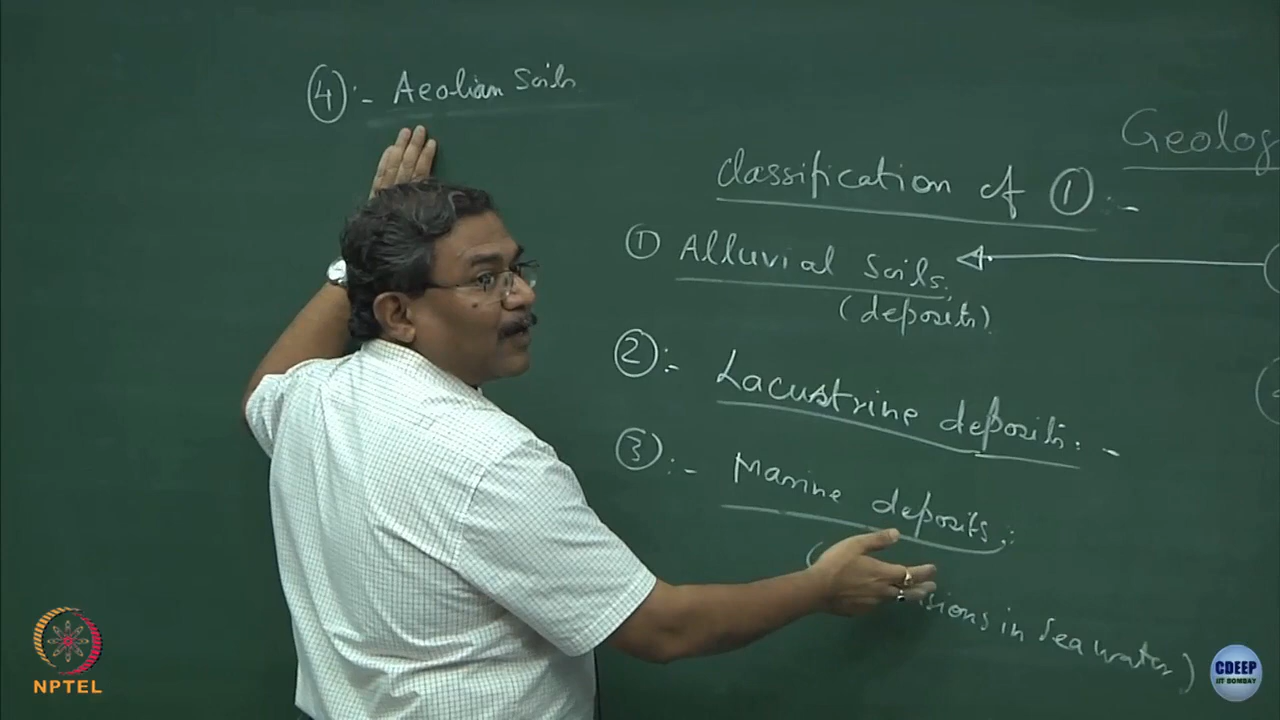 ④:- Aeolian Soils
Geolog
Classification of ①:-
① Alluvial Soils.
(deposits)
②:- Lacustrine deposits. -
③:- Marine deposits:
sions in Sea water)
NPTEL
CDEEP
IIT BOMBAY